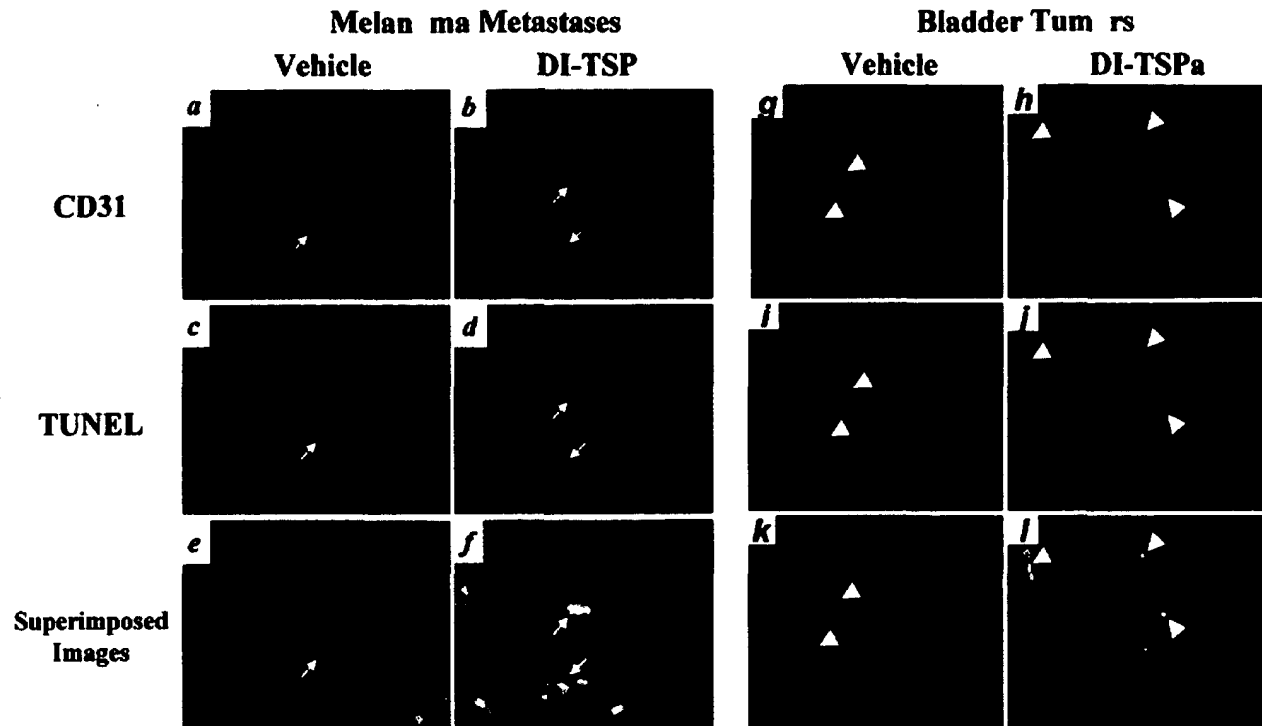 Melan ma Metastases
Bladder Tum rs
Vehicle
DI-TSP
Vehicle
DI-TSPa
a
b
g
h
CD31
c
d
i
j
TUNEL
e
f
k
l
Superimposed
Images